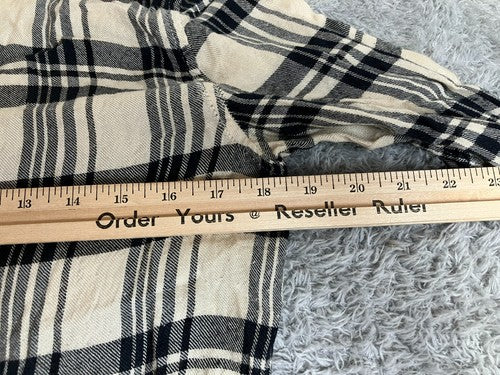 13 14 15 16 17 18 19 20 21 22 23
Order Yours @ Reseller Ruler